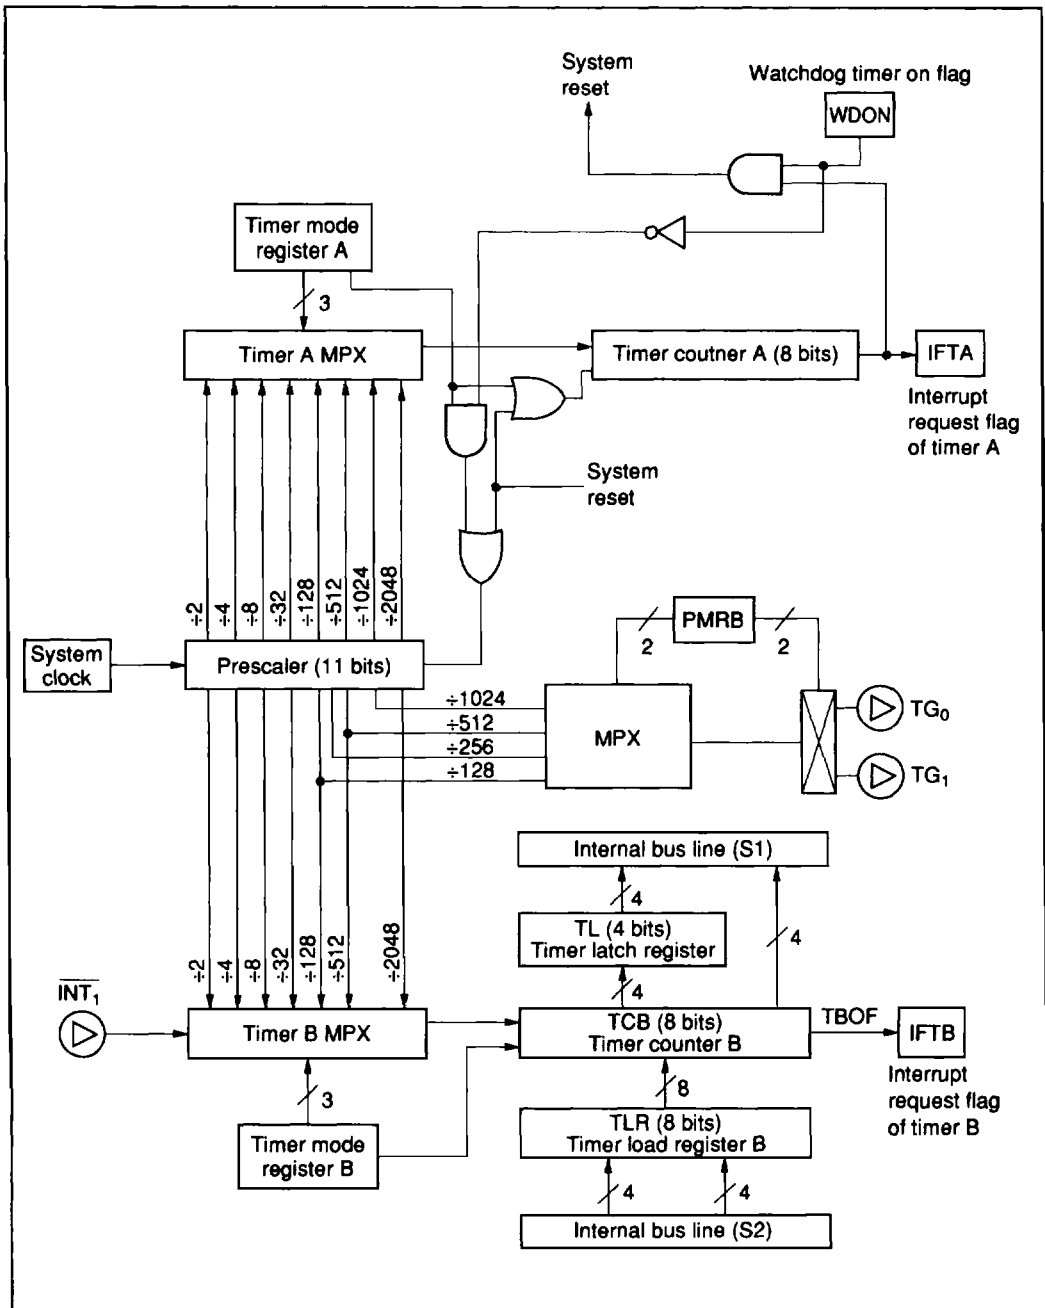 System
reset
Watchdog timer on flag
WDON
Timer mode
register A
3
Timer A MPX
Timer coutner A (8 bits)
IFTA
Interrupt
request flag
of timer A
System
reset
÷2
÷4
÷8
÷32
÷128
÷512
÷1024
÷2048
System
clock
Prescaler (11 bits)
PMRB
2
2
÷1024
÷512
÷256
÷128
MPX
TG₀
TG₁
Internal bus line (S1)
4
TL (4 bits)
Timer latch register
4
4
÷2
÷4
÷8
÷32
÷128
÷512
÷2048
I̅N̅T̅₁
Timer B MPX
TCB (8 bits)
Timer counter B
TBOF
IFTB
Interrupt
request flag
of timer B
3
8
Timer mode
register B
TLR (8 bits)
Timer load register B
4
4
Internal bus line (S2)